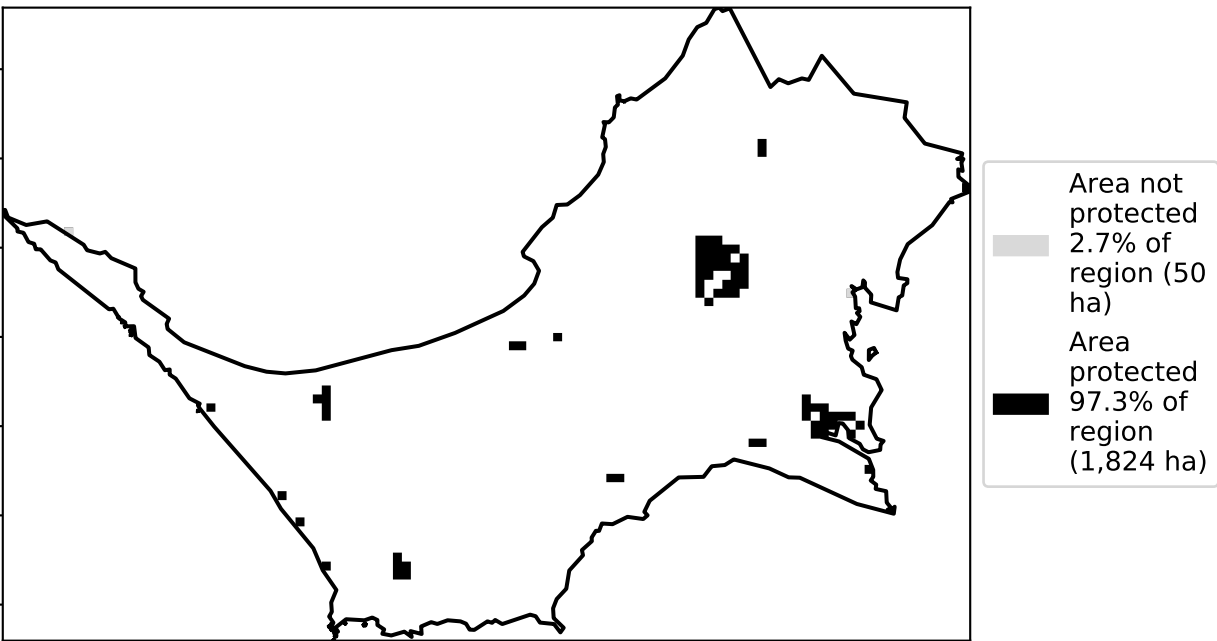 Area not
protected
2.7% of
region (50
ha)
Area
protected
97.3% of
region
(1,824 ha)